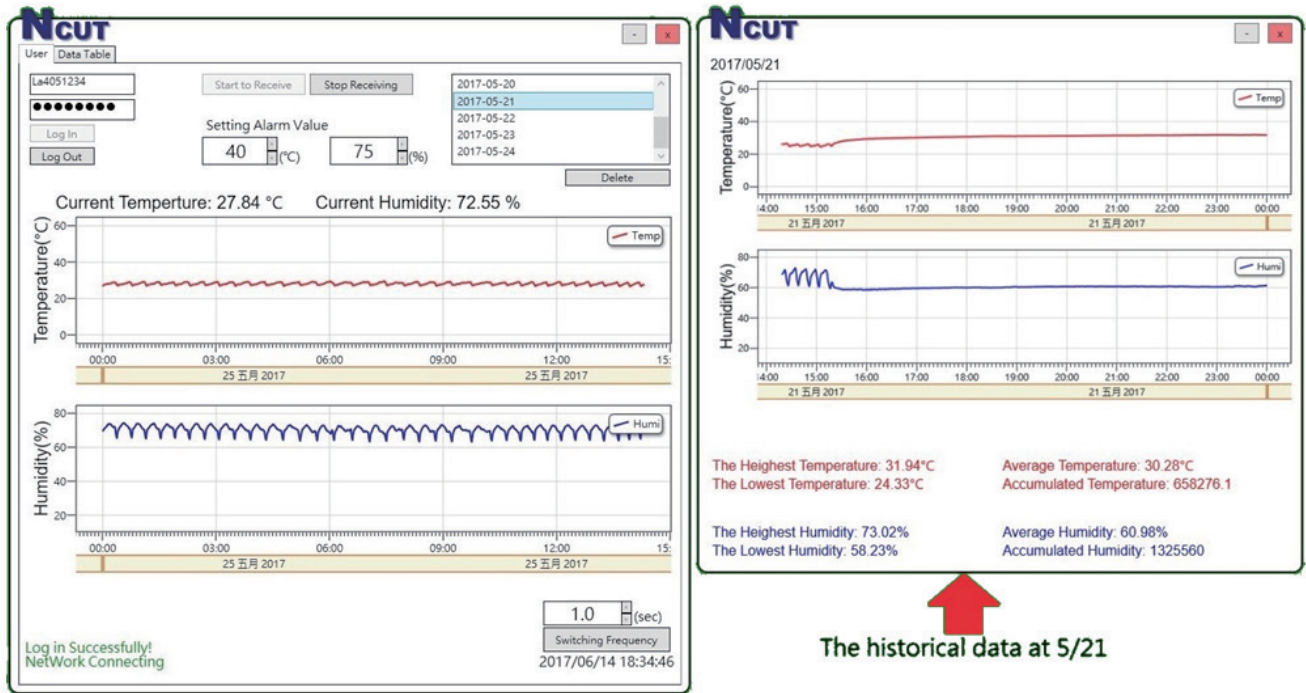 NCUT
- x
User Data Table
La4051234
●●●●●●●●
Log In
Log Out
Start to Receive Stop Receiving
Setting Alarm Value
40 (℃) 75 (%)
2017-05-20
2017-05-21
2017-05-22
2017-05-23
2017-05-24
Delete
Current Temperture: 27.84 °C Current Humidity: 72.55 %
Temperature(℃)
60
40
20
0
Temp
00:00 03:00 06:00 09:00 12:00 15:
25 五月 2017 25 五月 2017
Humidity(%)
80
60
40
20
Humi
00:00 03:00 06:00 09:00 12:00 15:
25 五月 2017 25 五月 2017
1.0 (sec)
Switching Frequency
Log in Successfully!
NetWork Connecting
2017/06/14 18:34:46
NCUT
- x
2017/05/21
Temperature(℃)
60
40
20
0
Temp
14:00 15:00 16:00 17:00 18:00 19:00 20:00 21:00 22:00 23:00 00:00
21 五月 2017 21 五月 2017
Humidity(%)
80
60
40
20
Humi
14:00 15:00 16:00 17:00 18:00 19:00 20:00 21:00 22:00 23:00 00:00
21 五月 2017 21 五月 2017
The Heighest Temperature: 31.94℃ Average Temperature: 30.28℃
The Lowest Temperature: 24.33℃ Accumulated Temperature: 658276.1
The Heighest Humidity: 73.02% Average Humidity: 60.98%
The Lowest Humidity: 58.23% Accumulated Humidity: 1325560
The historical data at 5/21